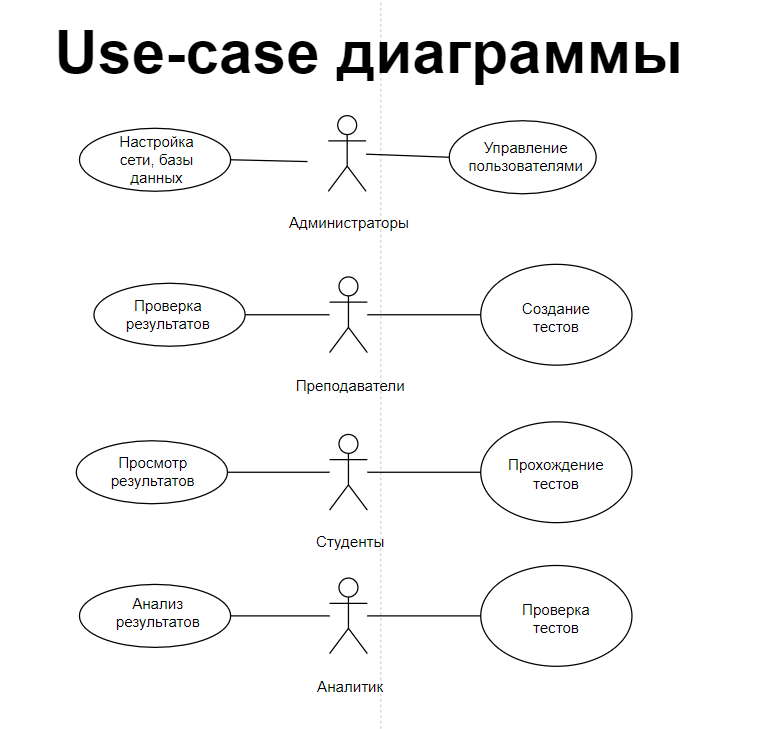 Use-case диаграммы
Настройка
сети, базы
данных
Управление
пользователями
Администраторы
Проверка
результатов
Создание
тестов
Преподаватели
Просмотр
результатов
Прохождение
тестов
Студенты
Анализ
результатов
Проверка
тестов
Аналитик